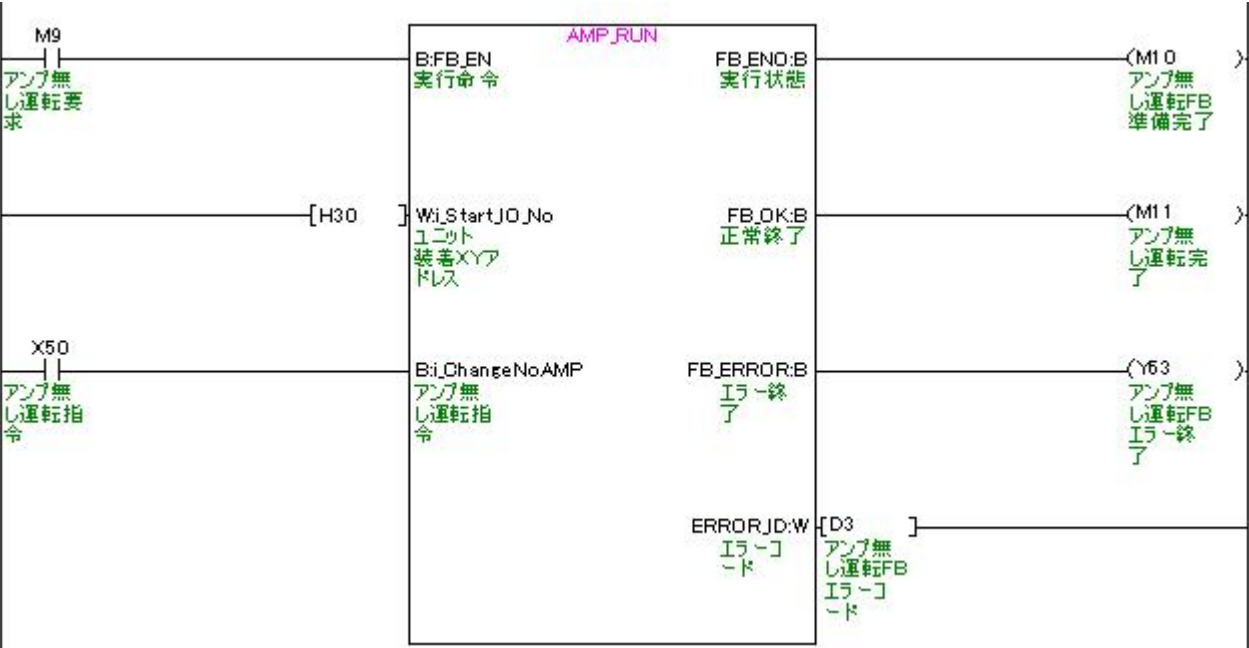 AMP_RUN
M9
アンプ無
し運転要
求
B:FB_EN
実行命令
FB_ENO:B
実行状態
M10
アンプ無
し運転FB
準備完了
H30
W:i_Start_IO_No
ユニット
装着XYア
ドレス
FB_OK:B
正常終了
M11
アンプ無
し運転完
了
X50
アンプ無
し運転指
令
B:i_ChangeNoAMP
アンプ無
し運転指
令
FB_ERROR:B
エラー終
了
Y53
アンプ無
し運転FB
エラー終
了
ERROR_ID:W
エラーコ
ード
D3
アンプ無
し運転FB
エラーコ
ード